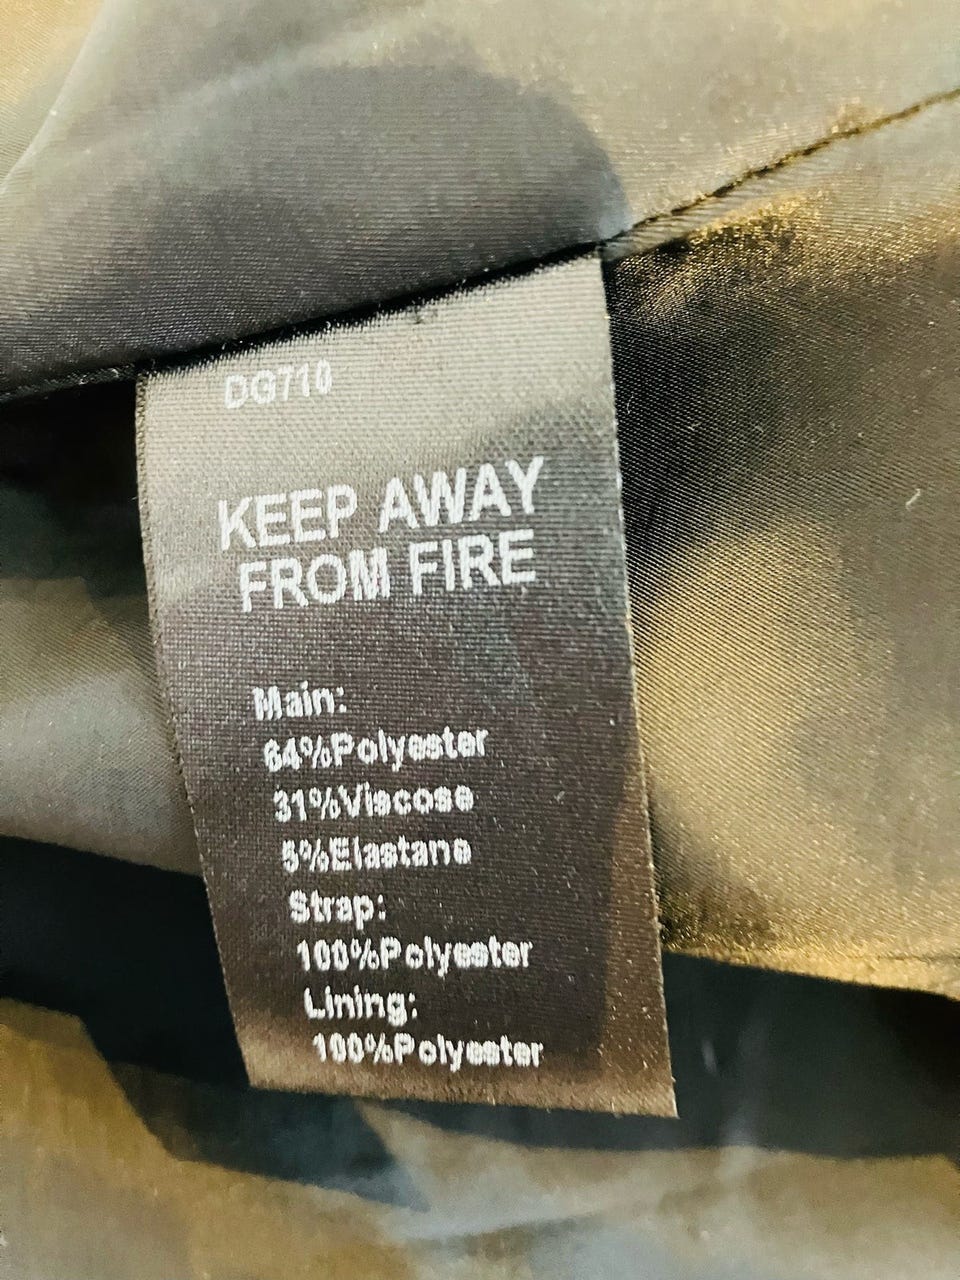 DG710
KEEP AWAY
FROM FIRE
Main:
64%Polyester
31%Viscose
5%Elastane
Strap:
100%Polyester
Lining:
100%Polyester